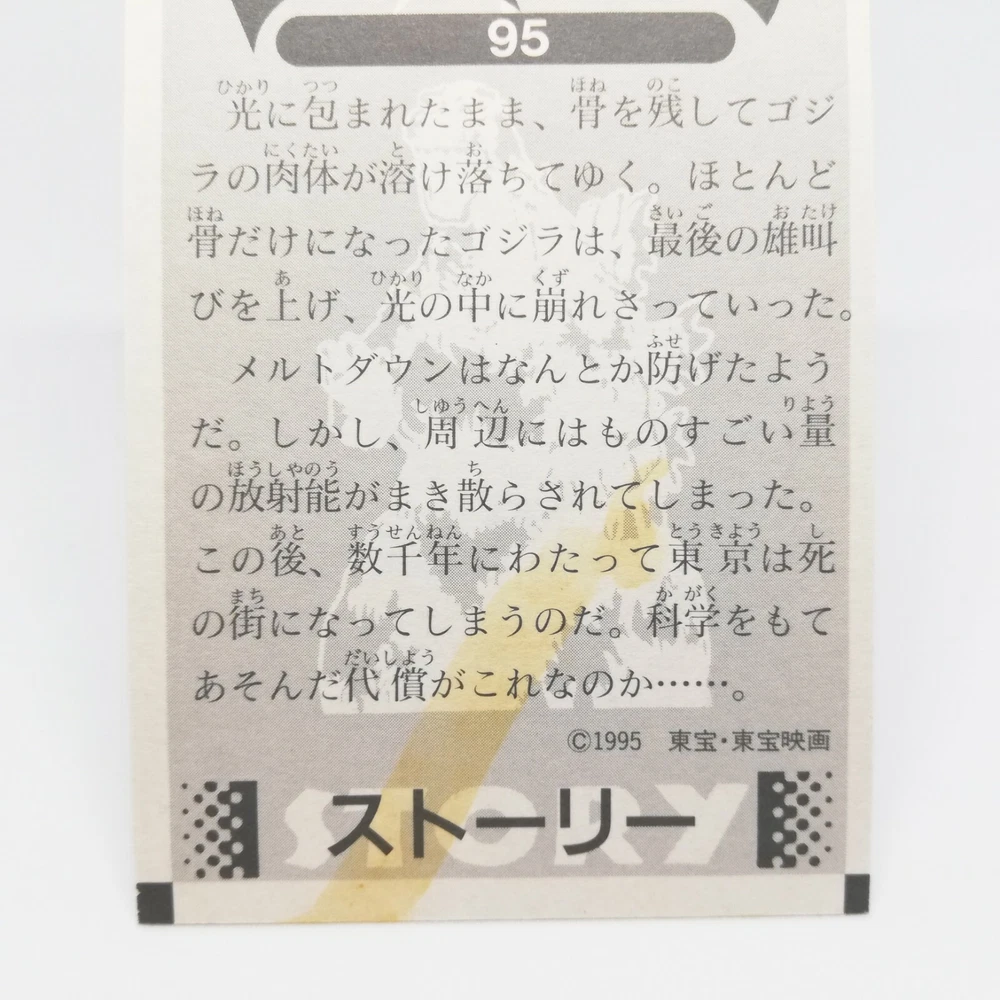 95
光に包まれたまま、骨を残してゴジ
ラの肉体が溶け落ちてゆく。ほとんど
骨だけになったゴジラは、最後の雄叫
びを上げ、光の中に崩れさっていった。
メルトダウンはなんとか防げたよう
だ。しかし、周辺にはものすごい量
の放射能がまき散らされてしまった。
この後、数千年にわたって東京は死
の街になってしまうのだ。科学をもて
あそんだ代償がこれなのか……。
©1995 東宝・東宝映画
STORY
ストーリー